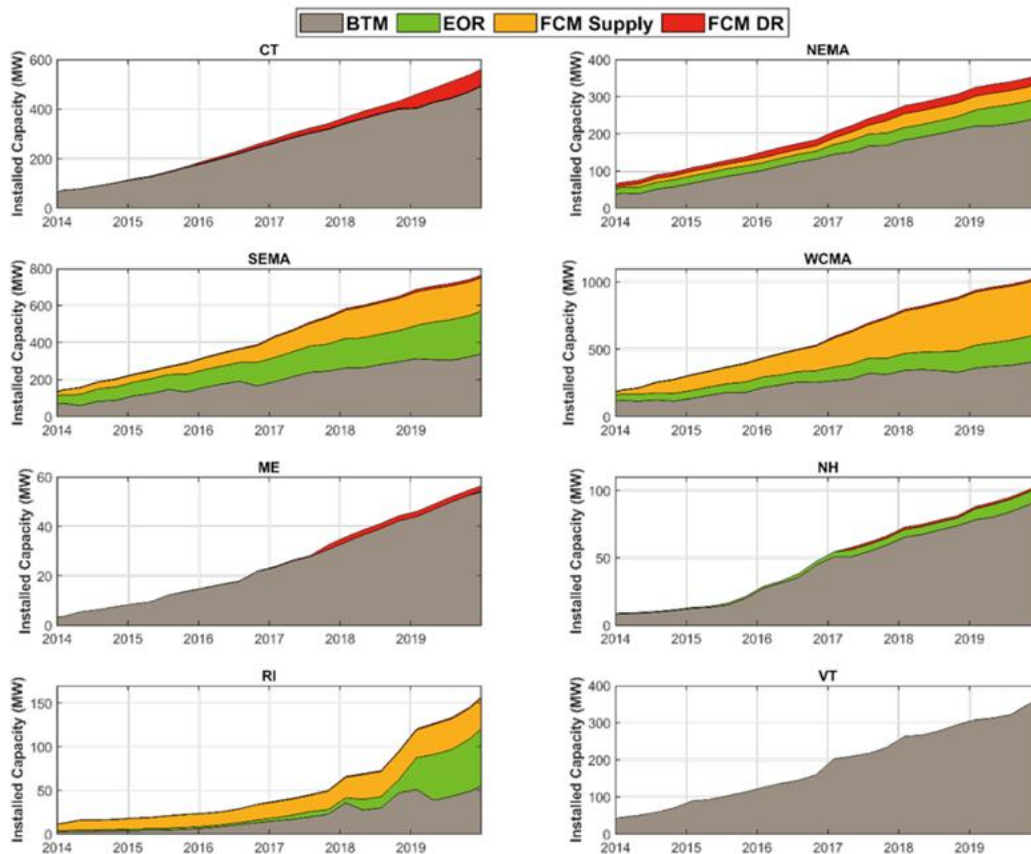 BTM EOR FCM Supply FCM DR
CT
Installed Capacity (MW)
600
400
200
0
2014 2015 2016 2017 2018 2019
NEMA
Installed Capacity (MW)
400
300
200
100
0
2014 2015 2016 2017 2018 2019
SEMA
Installed Capacity (MW)
800
600
400
200
0
2014 2015 2016 2017 2018 2019
WCMA
Installed Capacity (MW)
1000
500
0
2014 2015 2016 2017 2018 2019
ME
Installed Capacity (MW)
60
40
20
0
2014 2015 2016 2017 2018 2019
NH
Installed Capacity (MW)
100
50
0
2014 2015 2016 2017 2018 2019
RI
Installed Capacity (MW)
150
100
50
0
2014 2015 2016 2017 2018 2019
VT
Installed Capacity (MW)
400
300
200
100
0
2014 2015 2016 2017 2018 2019